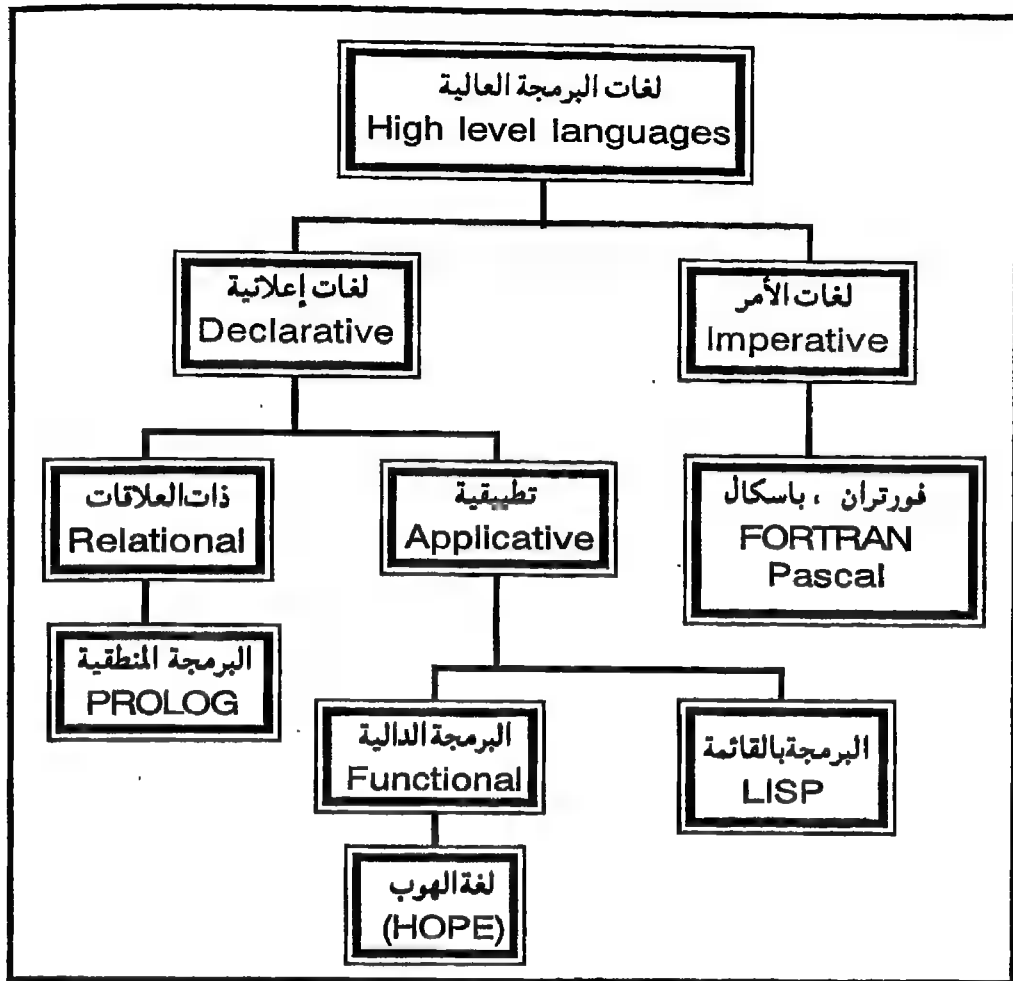 لغات البرمجة العالية
High level languages
لغات إعلانية
Declarative
لغات الأمر
Imperative
ذات العلاقات
Relational
تطبيقية
Applicative
فورتران ، باسكال
FORTRAN
Pascal
البرمجة المنطقية
PROLOG
البرمجة الدالية
Functional
البرمجة بالقائمة
LISP
لغة الهوب
(HOPE)